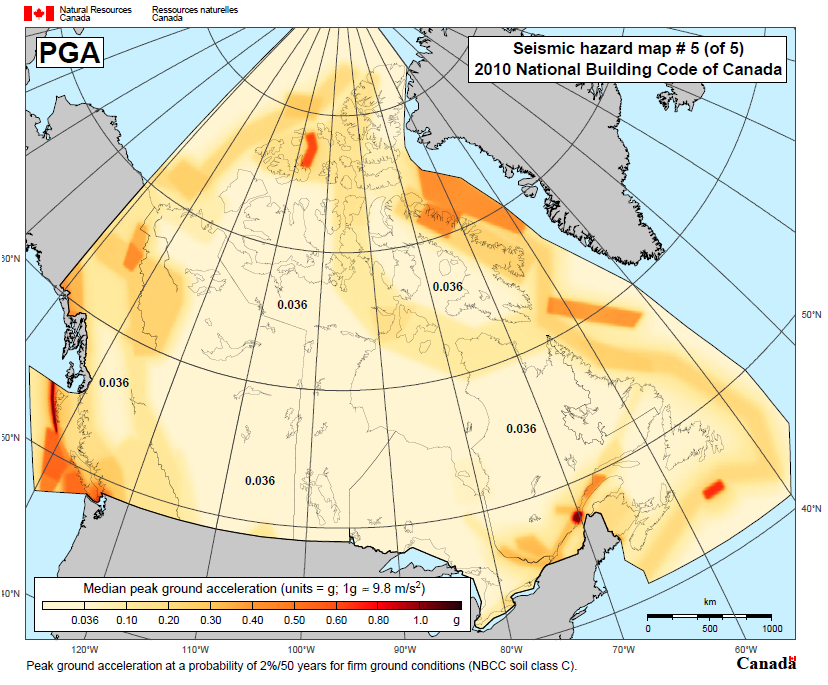 Natural Resources Ressources naturelles
Canada Canada
PGA
Seismic hazard map # 5 (of 5)
2010 National Building Code of Canada
60°N
50°N
0.036
0.036
0.036
0.036
0.036
50°N
40°N
40°N
Median peak ground acceleration (units = g; 1g ≈ 9.8 m/s²)
0.036 0.10 0.20 0.30 0.40 0.50 0.60 0.80 1.0 g
km
0 500 1000
120°W 110°W 100°W 90°W 80°W 70°W 60°W
Peak ground acceleration at a probability of 2%/50 years for firm ground conditions (NBCC soil class C).
Canada